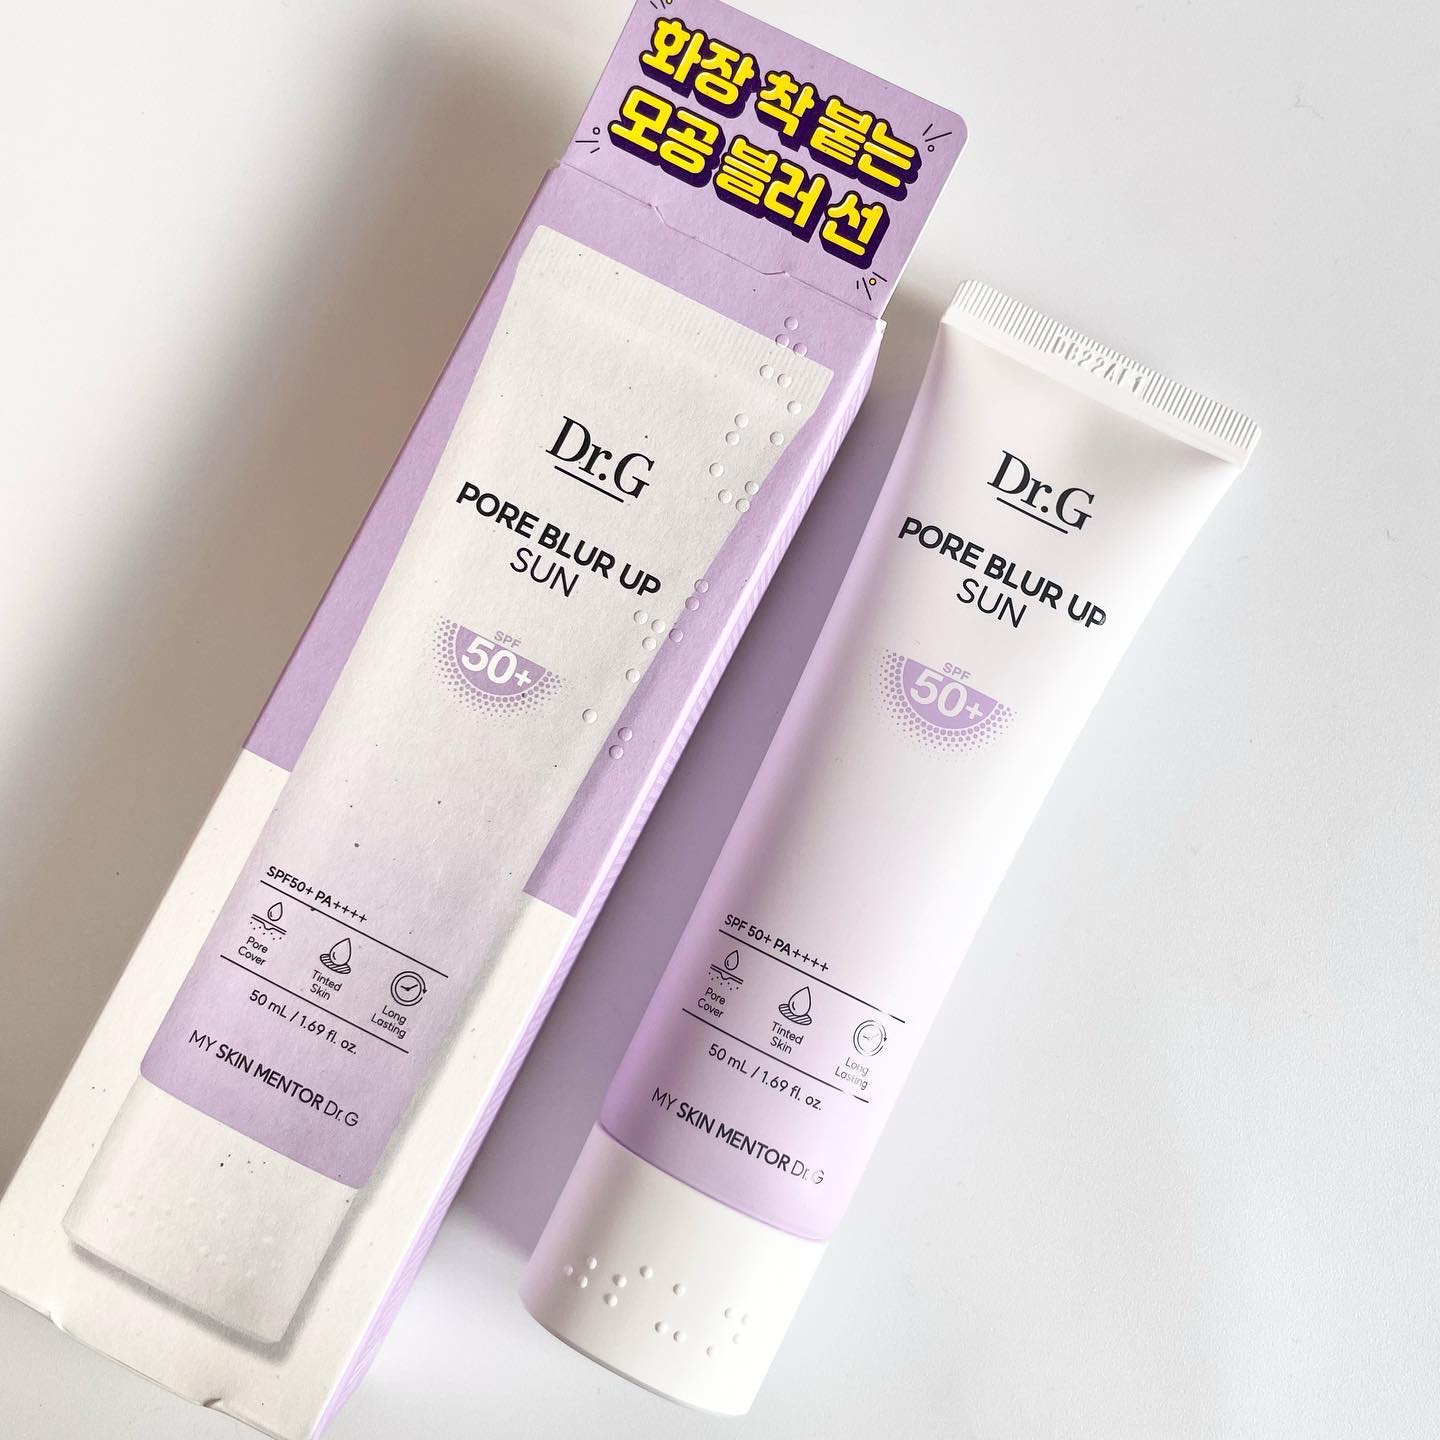 화장 착 붙는
모공 블러 선
Dr.G
PORE BLUR UP
SUN
SPF
50+
SPF50+ PA++++
Pore
Cover
Tinted
Skin
Long
Lasting
50 mL / 1.69 fl. oz.
MY SKIN MENTOR Dr.G
Dr.G
PORE BLUR UP
SUN
SPF
50+
SPF 50+ PA++++
Pore
Cover
Tinted
Skin
Long
Lasting
50 mL / 1.69 fl. oz.
MY SKIN MENTOR Dr.G